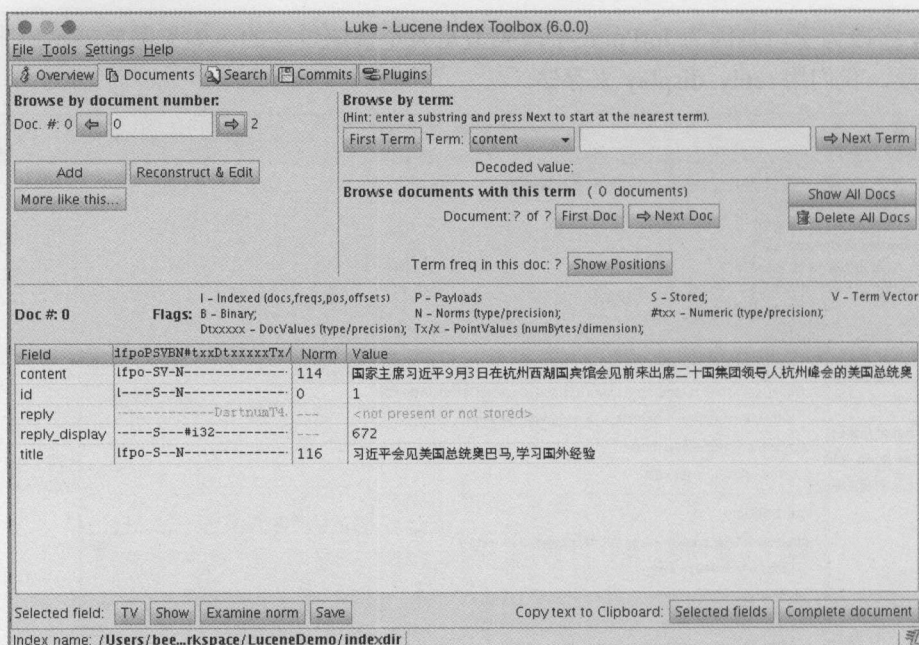 Luke - Lucene Index Toolbox (6.0.0)
File Tools Settings Help
Overview Documents Search Commits Plugins
Browse by document number:
Doc. #: 0 0 2
Add Reconstruct & Edit
More like this...
Browse by term:
(Hint: enter a substring and press Next to start at the nearest term).
First Term Term: content Next Term
Decoded value:
Browse documents with this term ( 0 documents) Show All Docs
Document: ? of ? First Doc Next Doc Delete All Docs
Term freq in this doc: ? Show Positions
Doc #: 0 Flags:
I - Indexed (docs,freqs,pos,offsets) P - Payloads S - Stored; V - Term Vector
B - Binary; N - Norms (type/precision); #txx - Numeric (type/precision);
Dtxxxxx - DocValues (type/precision); Tx/x - PointValues (numBytes/dimension);
Field IfpoPSVBN#txxDtxxxxxTx/ Norm Value
content Ifpo-SV-N-------------- 114 国家主席习近平9月3日在杭州西湖国宾馆会见前来出席二十国集团领导人杭州峰会的美国总统奥
id I----S--N-------------- 0 1
reply -------------DsrtnumT4. --- <not present or not stored>
reply_display -----S---#i32---------- --- 672
title Ifpo-S--N-------------- 116 习近平会见美国总统奥巴马,学习国外经验
Selected field: TV Show Examine norm Save Copy text to Clipboard: Selected fields Complete document
Index name: /Users/bee...rkspace/LuceneDemo/indexdir